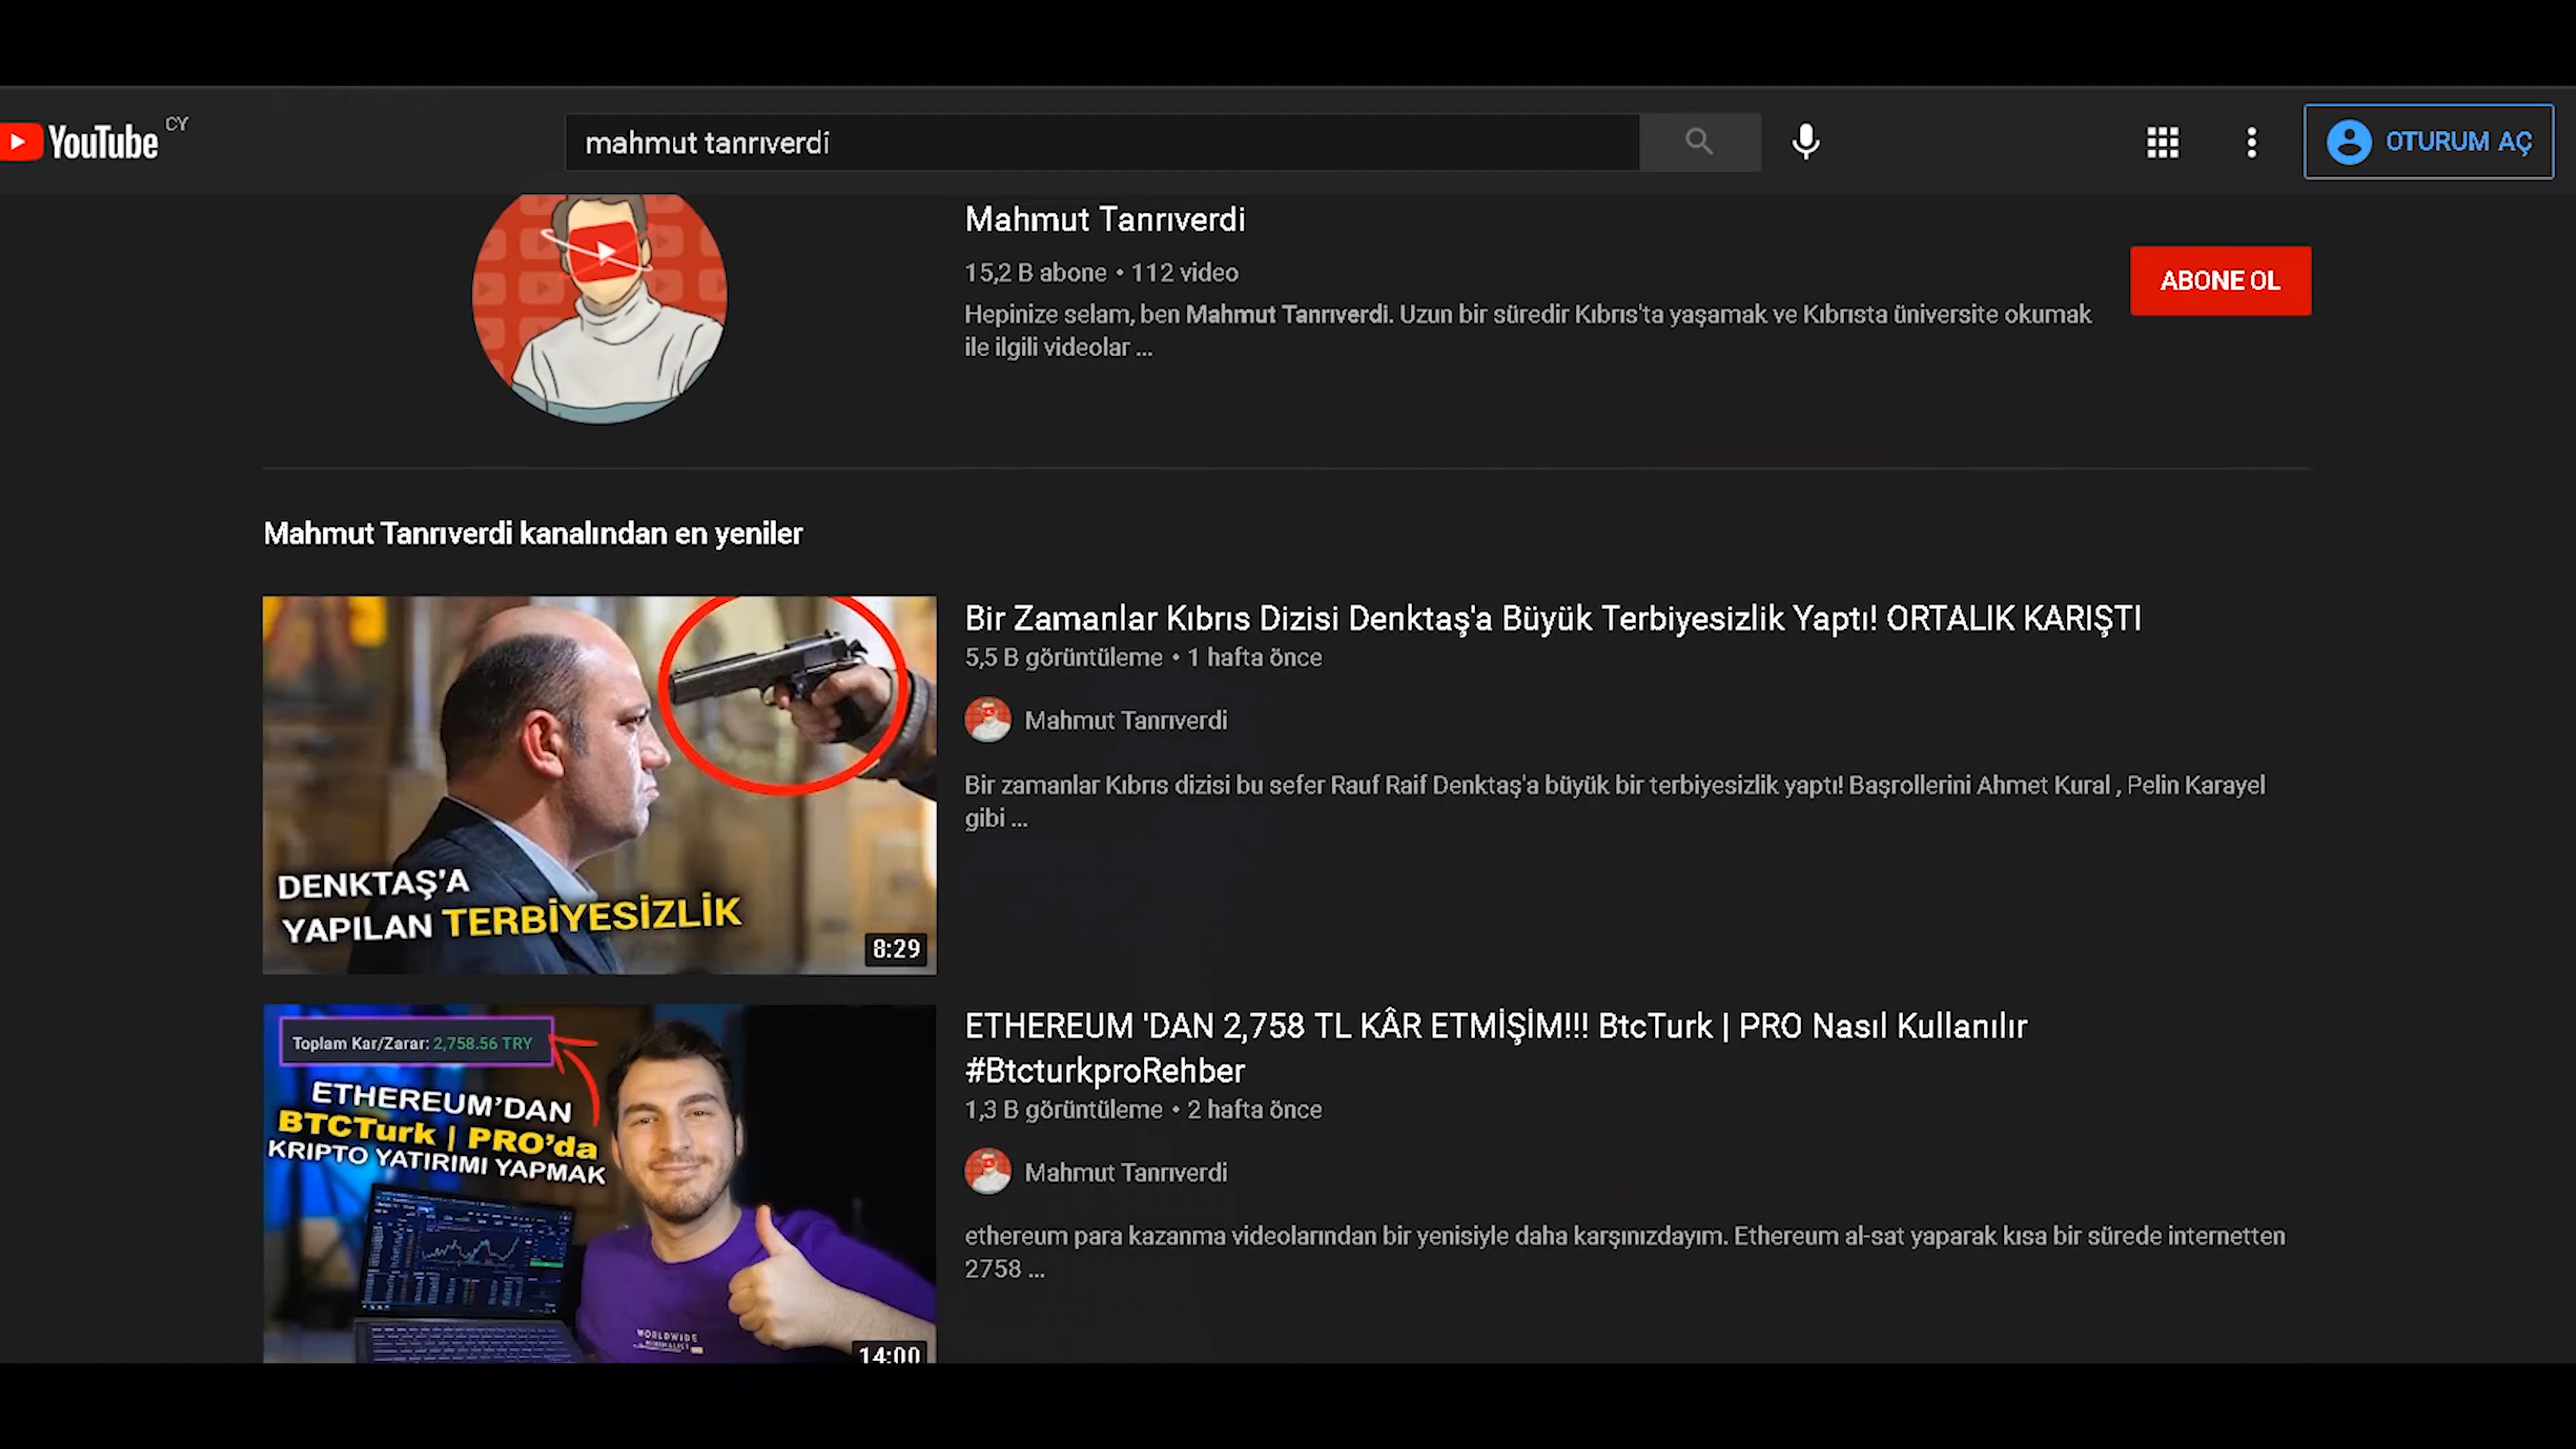 YouTube CY
mahmut tanrıverdi
OTURUM AÇ
Mahmut Tanrıverdi
15,2 B abone • 112 video
Hepinize selam, ben Mahmut Tanrıverdi. Uzun bir süredir Kıbrıs'ta yaşamak ve Kıbrısta üniversite okumak
ile ilgili videolar ...
ABONE OL
Mahmut Tanrıverdi kanalından en yeniler
DENKTAŞ'A
YAPILAN TERBİYESİZLİK
8:29
Bir Zamanlar Kıbrıs Dizisi Denktaş'a Büyük Terbiyesizlik Yaptı! ORTALIK KARIŞTI
5,5 B görüntüleme • 1 hafta önce
Mahmut Tanrıverdi
Bir zamanlar Kıbrıs dizisi bu sefer Rauf Raif Denktaş'a büyük bir terbiyesizlik yaptı! Başrollerini Ahmet Kural , Pelin Karayel
gibi ...
Toplam Kar/Zarar: 2,758.56 TRY
ETHEREUM'DAN
BTCTurk | PRO'da
KRIPTO YATIRIMI YAPMAK
WORLDWIDE
14:00
ETHEREUM 'DAN 2,758 TL KÂR ETMİŞİM!!! BtcTurk | PRO Nasıl Kullanılır
#BtcturkproRehber
1,3 B görüntüleme • 2 hafta önce
Mahmut Tanrıverdi
ethereum para kazanma videolarından bir yenisiyle daha karşınızdayım. Ethereum al-sat yaparak kısa bir sürede internetten
2758 ...